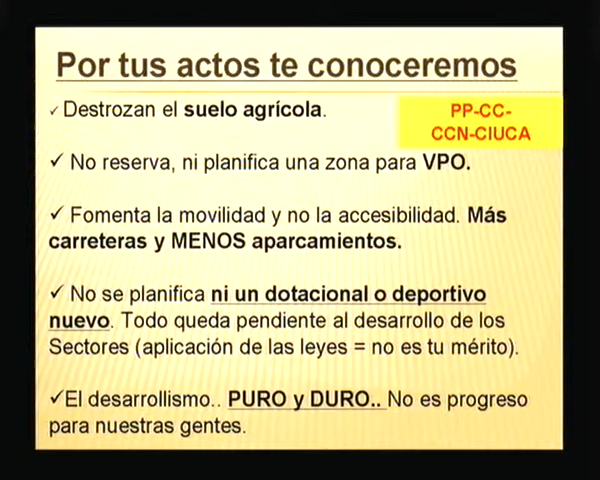 Por tus actos te conoceremos
✓ Destrozan el suelo agrícola.
PP-CC-
CCN-CIUCA
✓ No reserva, ni planifica una zona para VPO.
✓ Fomenta la movilidad y no la accesibilidad. Más
carreteras y MENOS aparcamientos.
✓ No se planifica ni un dotacional o deportivo
nuevo. Todo queda pendiente al desarrollo de los
Sectores (aplicación de las leyes = no es tu mérito).
✓El desarrollismo.. PURO y DURO.. No es progreso
para nuestras gentes.